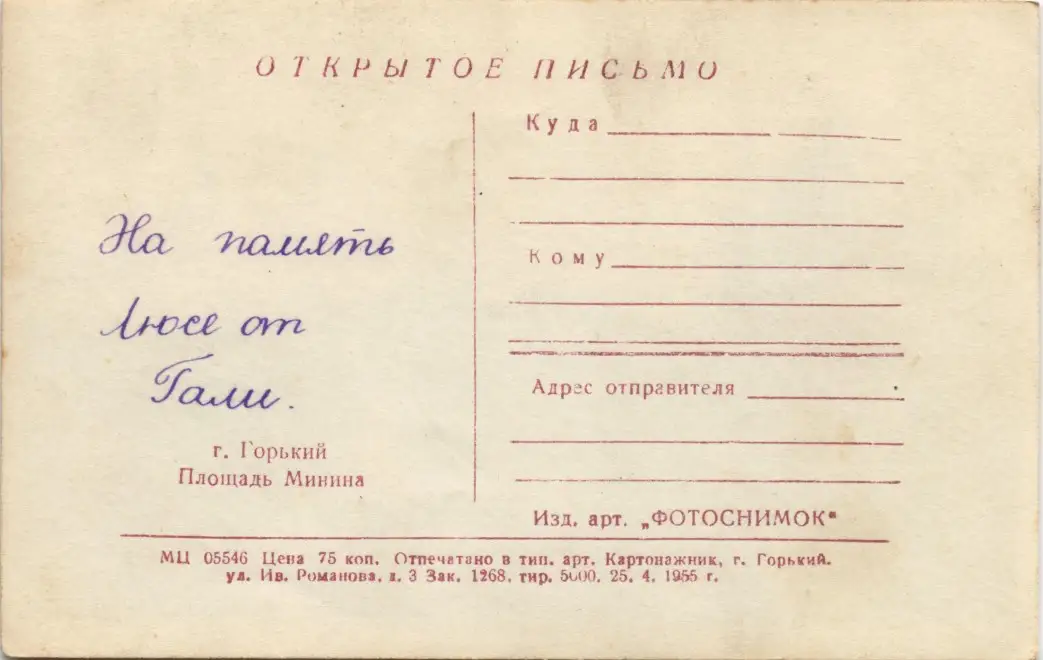 ОТКРЫТОЕ ПИСЬМО
На память
Люсе от
Гали.
г. Горький
Площадь Минина
Куда
Кому
Адрес отправителя
Изд. арт. „ФОТОСНИМОК"
МЦ 05546 Цена 75 коп. Отпечатано в тип. арт. Картонажник, г. Горький.
ул. Ив. Романова, д. 3 Зак. 1268. тир. 5000. 25. 4. 1955 г.